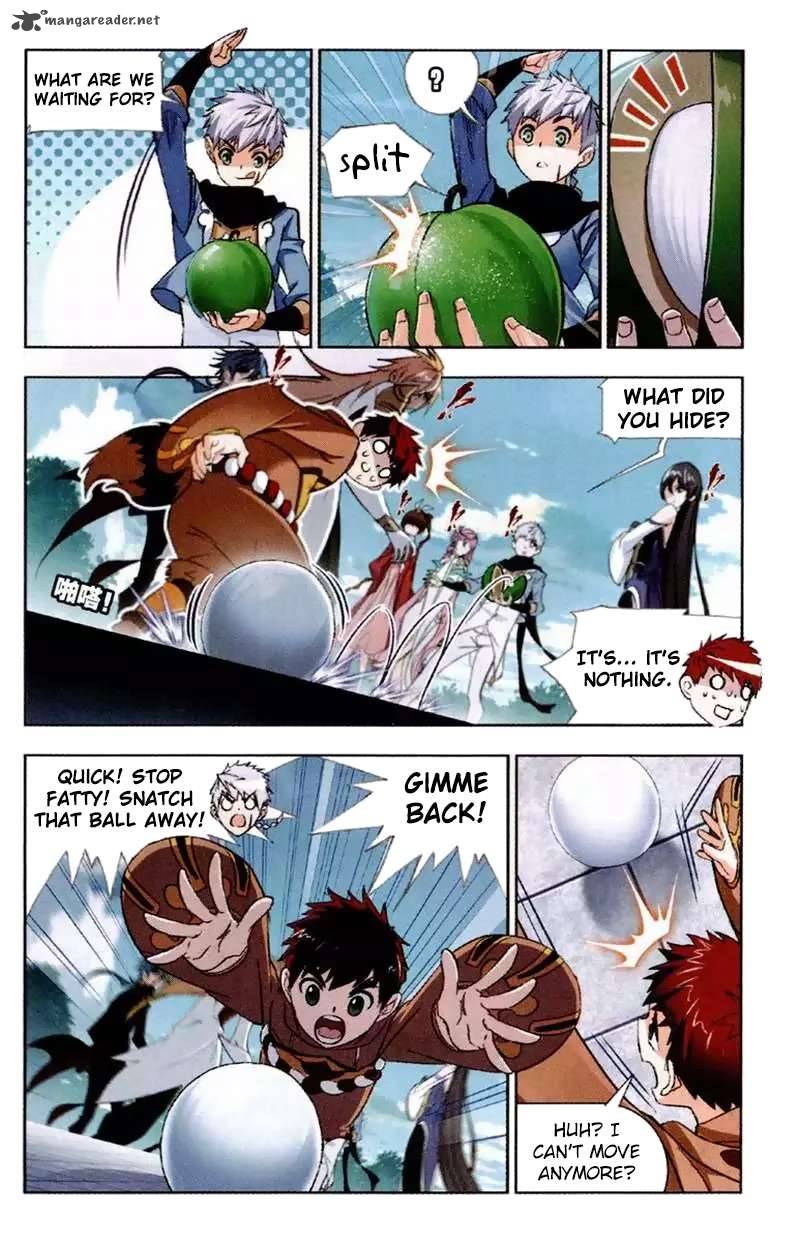 mangareader.net
WHAT ARE WE
WAITING FOR?
?
split
WHAT DID
YOU HIDE?
啪嗒!
IT'S... IT'S
NOTHING.
QUICK! STOP
FATTY! SNATCH
THAT BALL AWAY!
GIMME
BACK!
HUH? I
CAN'T MOVE
ANYMORE?